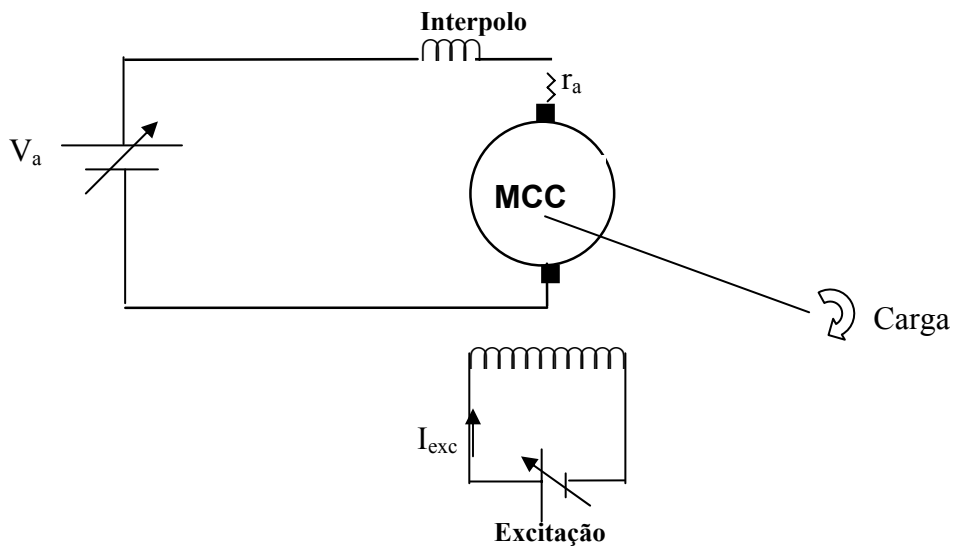 Interpolo
rₐ
Vₐ
MCC
Carga
Iₑₓc
Excitação